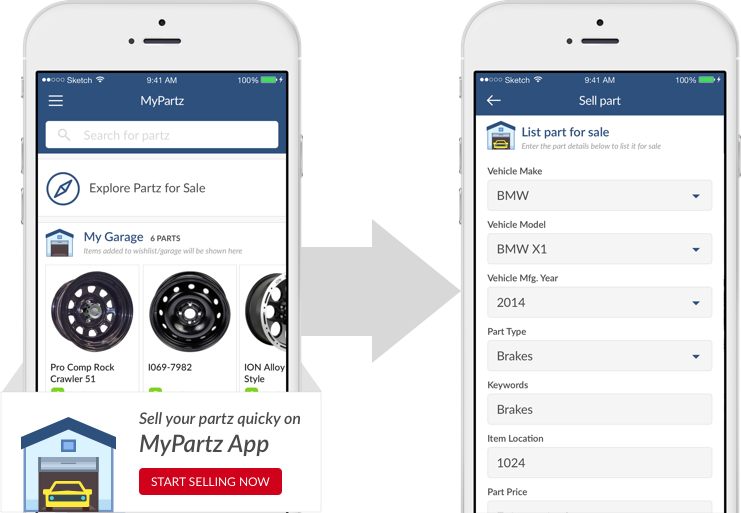 Sketch 9:41 AM 100%
MyPartz
Search for partz
Explore Partz for Sale
My Garage 6 PARTS
Items added to wishlist/garage will be shown here
Pro Comp Rock
Crawler 51
I069-7982
ION Alloy
Style
Sell your partz quicky on
MyPartz App
START SELLING NOW
Sketch 9:41 AM 100%
Sell part
List part for sale
Enter the part details below to list it for sale
Vehicle Make
BMW
Vehicle Model
BMW X1
Vehicle Mfg. Year
2014
Part Type
Brakes
Keywords
Brakes
Item Location
1024
Part Price